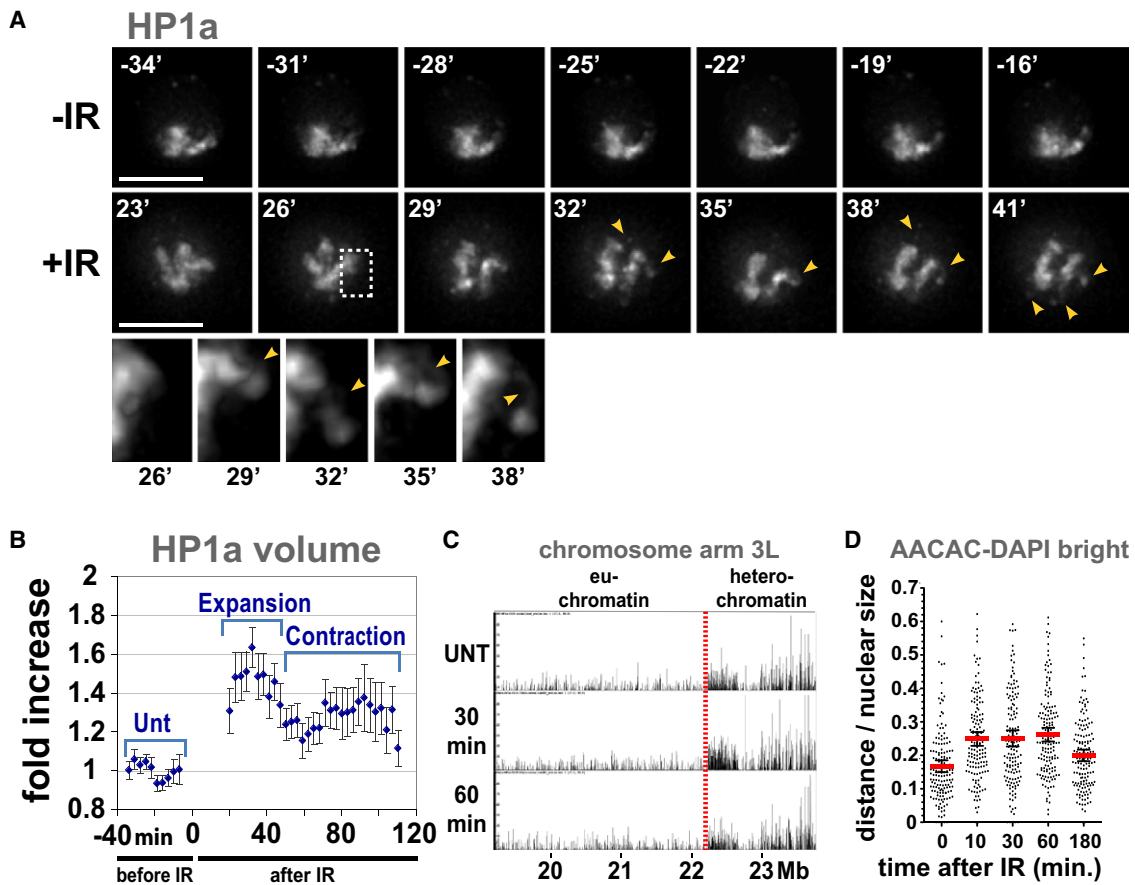 A
HP1a
-IR
-34’ -31’ -28’ -25’ -22’ -19’ -16’
+IR
23’ 26’ 29’ 32’ 35’ 38’ 41’
26’ 29’ 32’ 35’ 38’
B
HP1a volume
fold increase
2
1.8
1.6
1.4
1.2
1
0.8
Expansion
Contraction
Unt
-40 min 0 40 80 120
before IR after IR
C
chromosome arm 3L
eu-
chromatin
hetero-
chromatin
UNT
30
min
60
min
20 21 22 23 Mb
D
AACAC-DAPI bright
distance / nuclear size
0.7
0.6
0.5
0.4
0.3
0.2
0.1
0
0 10 30 60 180
time after IR (min.)